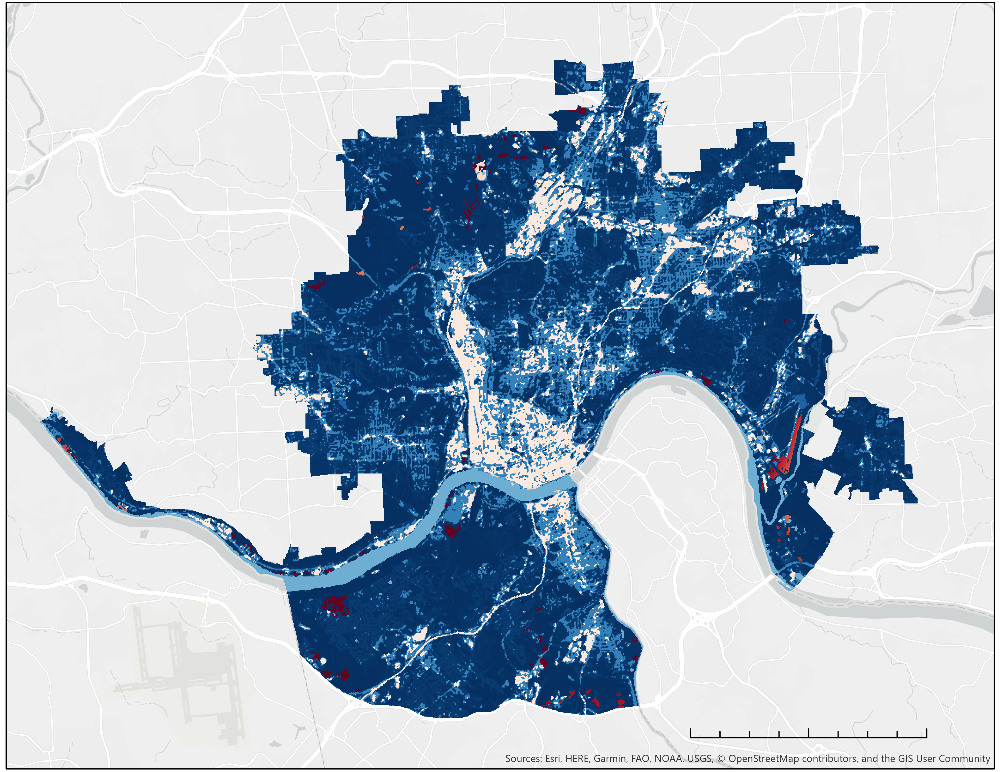 Sources: Esri, HERE, Garmin, FAO, NOAA, USGS, © OpenStreetMap contributors, and the GIS User Community